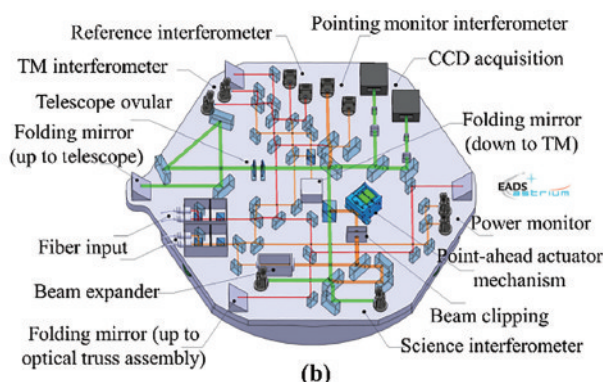 Reference interferometer
Pointing monitor interferometer
TM interferometer
CCD acquisition
Telescope ovular
Folding mirror
(up to telescope)
Folding mirror
(down to TM)
EADS
astrium
Fiber input
Power monitor
Point-ahead actuator
mechanism
Beam expander
Beam clipping
Folding mirror (up to
optical truss assembly)
Science interferometer
(b)